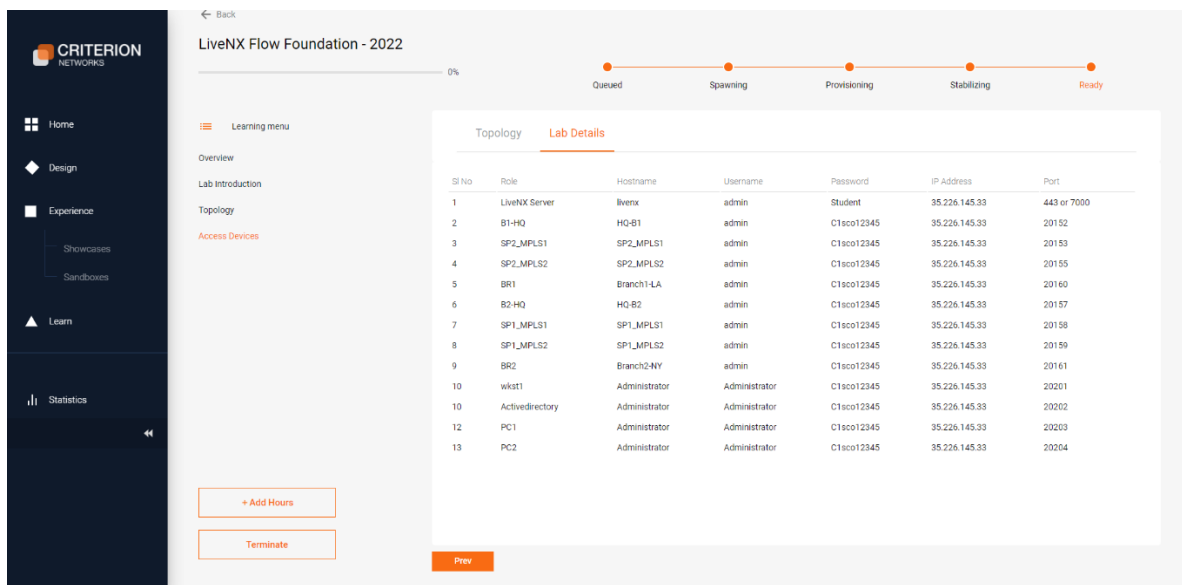 Back
CRITERION
NETWORKS
LiveNX Flow Foundation - 2022
0%
Queued
Spawning
Provisioning
Stabilizing
Ready
Home
Design
Experience
Showcases
Sandboxes
Learn
Statistics
Learning menu
Overview
Lab Introduction
Topology
Access Devices
+ Add Hours
Terminate
Topology Lab Details
Sl No Role Hostname Username Password IP Address Port
1 LiveNX Server livenx admin Student 35.226.145.33 443 or 7000
2 B1-HQ HQ-B1 admin C1sco12345 35.226.145.33 20152
3 SP2_MPLS1 SP2_MPLS1 admin C1sco12345 35.226.145.33 20153
4 SP2_MPLS2 SP2_MPLS2 admin C1sco12345 35.226.145.33 20155
5 BR1 Branch1-LA admin C1sco12345 35.226.145.33 20160
6 B2-HQ HQ-B2 admin C1sco12345 35.226.145.33 20157
7 SP1_MPLS1 SP1_MPLS1 admin C1sco12345 35.226.145.33 20158
8 SP1_MPLS2 SP1_MPLS2 admin C1sco12345 35.226.145.33 20159
9 BR2 Branch2-NY admin C1sco12345 35.226.145.33 20161
10 wkst1 Administrator Administrator C1sco12345 35.226.145.33 20201
10 Activedirectory Administrator Administrator C1sco12345 35.226.145.33 20202
12 PC1 Administrator Administrator C1sco12345 35.226.145.33 20203
13 PC2 Administrator Administrator C1sco12345 35.226.145.33 20204
Prev